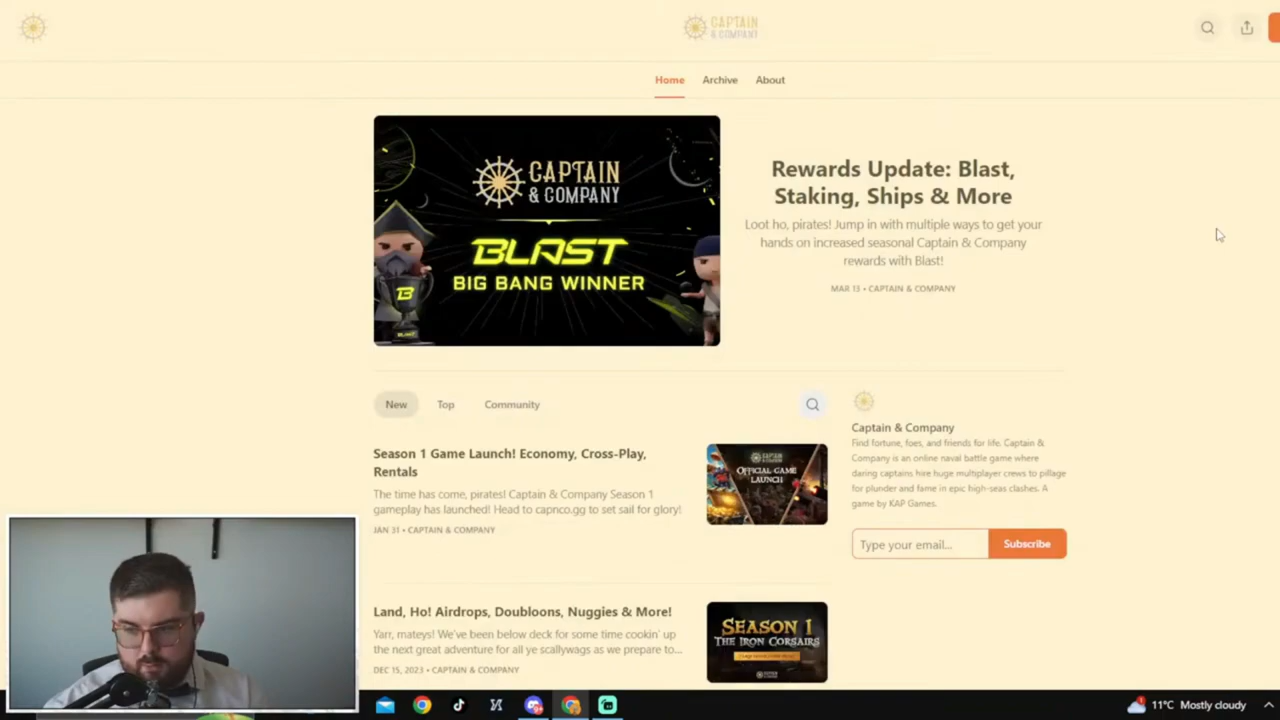 CAPTAIN
& COMPANY
Home
Archive
About
CAPTAIN
& COMPANY
BLAST
BIG BANG WINNER
B
BLAST
Rewards Update: Blast,
Staking, Ships & More
Loot ho, pirates! Jump in with multiple ways to get your
hands on increased seasonal Captain & Company
rewards with Blast!
MAR 13 • CAPTAIN & COMPANY
New
Top
Community
Season 1 Game Launch! Economy, Cross-Play,
Rentals
The time has come, pirates! Captain & Company Season 1
gameplay has launched! Head to capnco.gg to set sail for glory!
JAN 31 • CAPTAIN & COMPANY
CAPTAIN
& COMPANY
OFFICIAL GAME
LAUNCH
Captain & Company
Find fortune, foes, and friends for life. Captain &
Company is an online naval battle game where
daring captains hire huge multiplayer crews to pillage
for plunder and fame in epic high-seas clashes. A
game by KAP Games.
Type your email...
Subscribe
Land, Ho! Airdrops, Doubloons, Nuggies & More!
Yarr, mateys! We've been below deck for some time cookin' up
the next great adventure for all ye scallywags as we prepare to...
DEC 15, 2023 • CAPTAIN & COMPANY
SEASON 1
THE IRON CORSAIRS
11°C Mostly cloudy